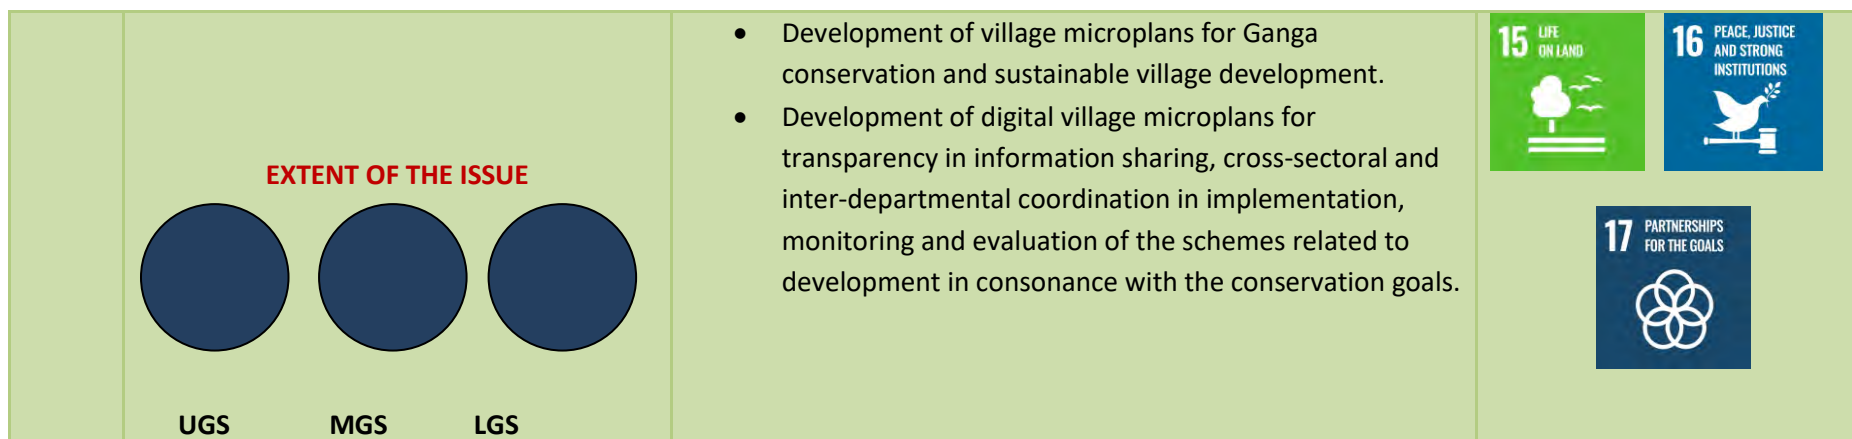 EXTENT OF THE ISSUE
UGS MGS LGS
• Development of village microplans for Ganga
conservation and sustainable village development.
• Development of digital village microplans for
transparency in information sharing, cross-sectoral and
inter-departmental coordination in implementation,
monitoring and evaluation of the schemes related to
development in consonance with the conservation goals.
15 LIFE
ON LAND
16 PEACE, JUSTICE
AND STRONG
INSTITUTIONS
17 PARTNERSHIPS
FOR THE GOALS